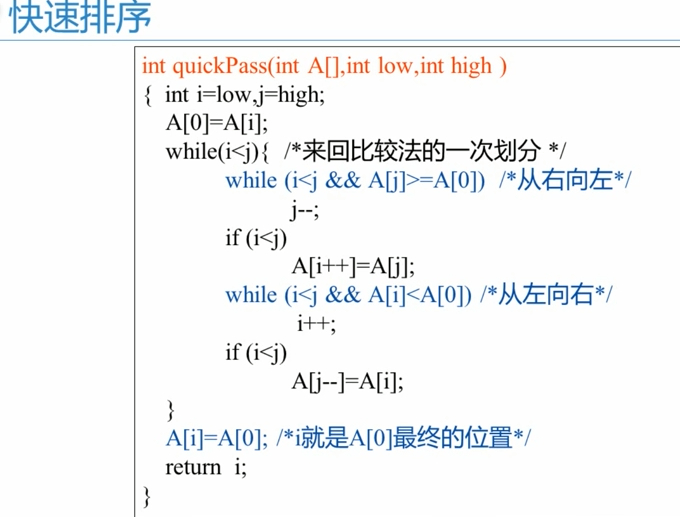 快速排序
int quickPass(int A[],int low,int high )
{ int i=low,j=high;
A[0]=A[i];
while(i<j){ /*来回比较法的一次划分 */
while (i<j && A[j]>=A[0]) /*从右向左*/
j--;
if (i<j)
A[i++]=A[j];
while (i<j && A[i]<A[0]) /*从左向右*/
i++;
if (i<j)
A[j--]=A[i];
}
A[i]=A[0]; /*i就是A[0]最终的位置*/
return i;
}